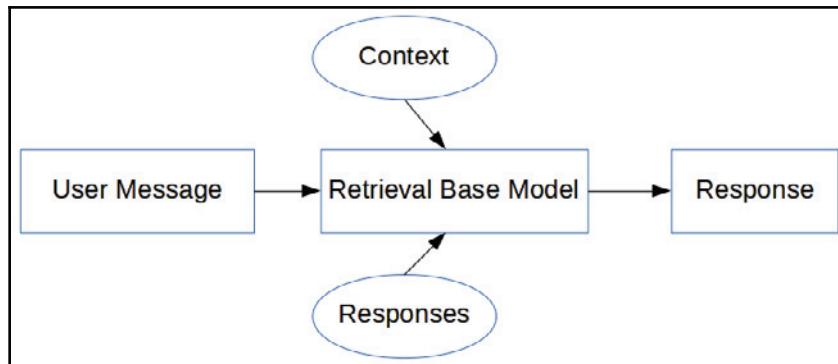 Context
User Message
Retrieval Base Model
Response
Responses